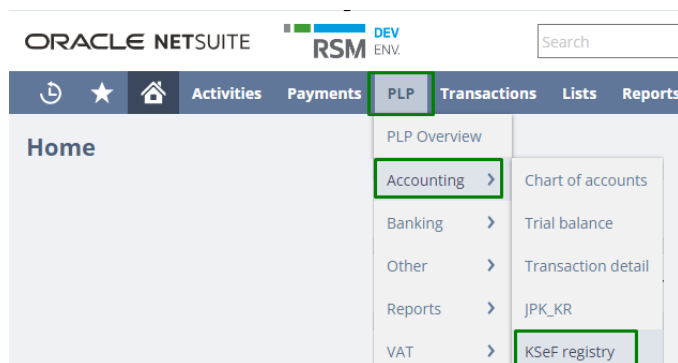 ORACLE NETSUITE RSM DEV ENV. Search
Activities Payments PLP Transactions Lists Reports
Home
PLP Overview
Accounting Chart of accounts
Banking Trial balance
Other Transaction detail
Reports JPK_KR
VAT KSeF registry